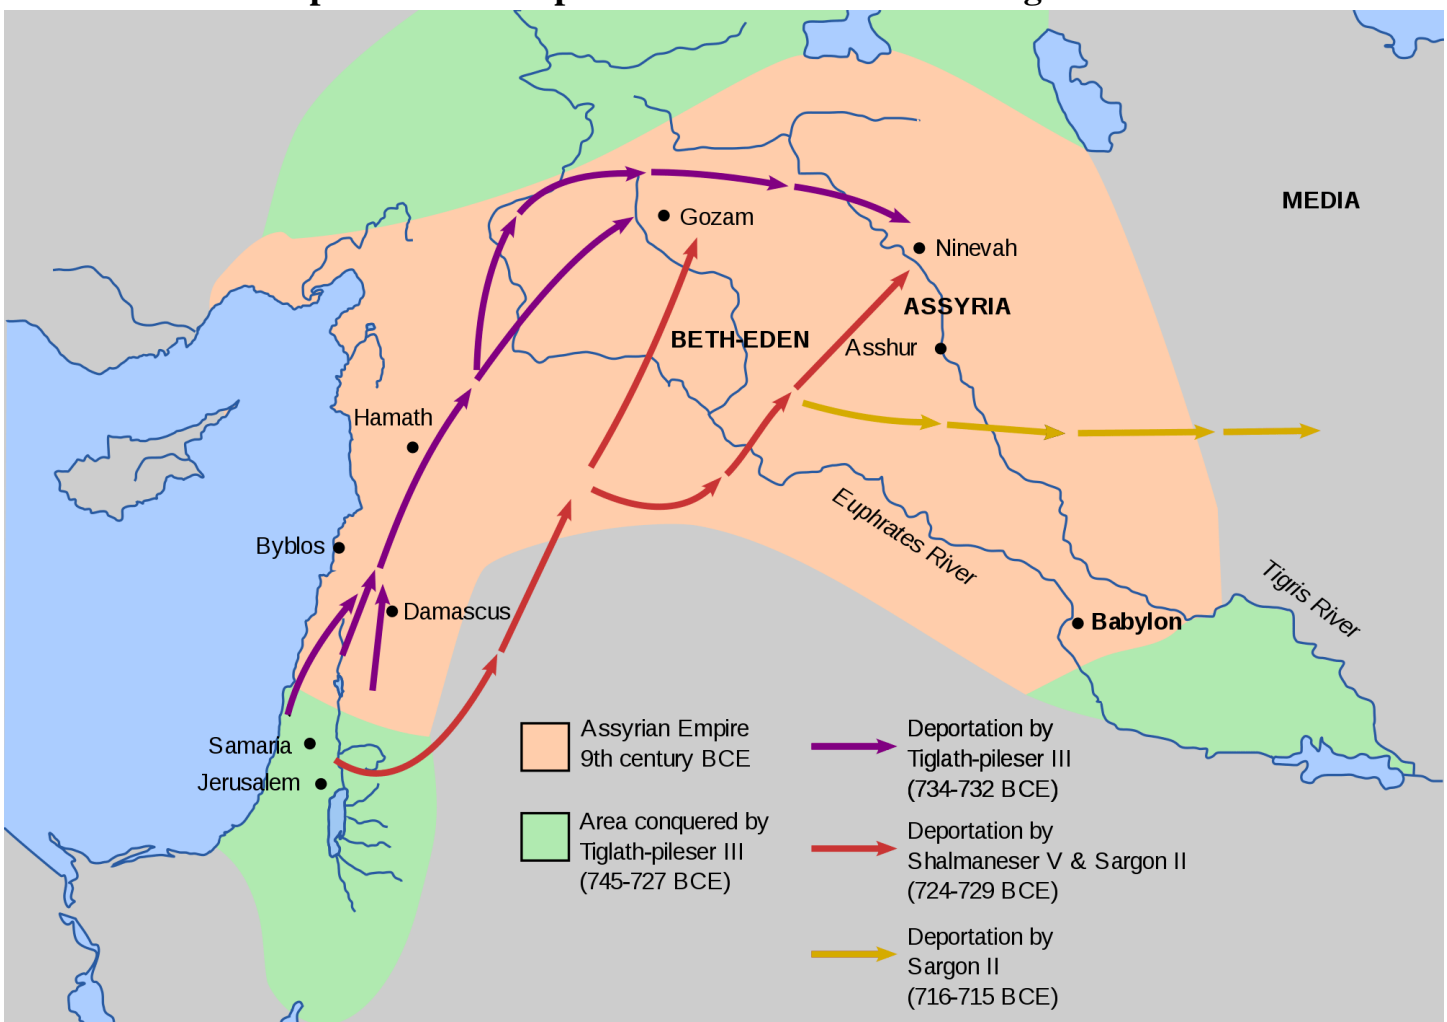 MEDIA
Gozam
Ninevah
ASSYRIA
BETH-EDEN
Asshur
Hamath
Euphrates River
Byblos
Tigris River
Damascus
Babylon
Samaria
Jerusalem
Assyrian Empire
9th century BCE
Area conquered by
Tiglath-pileser III
(745-727 BCE)
Deportation by
Tiglath-pileser III
(734-732 BCE)
Deportation by
Shalmaneser V & Sargon II
(724-729 BCE)
Deportation by
Sargon II
(716-715 BCE)